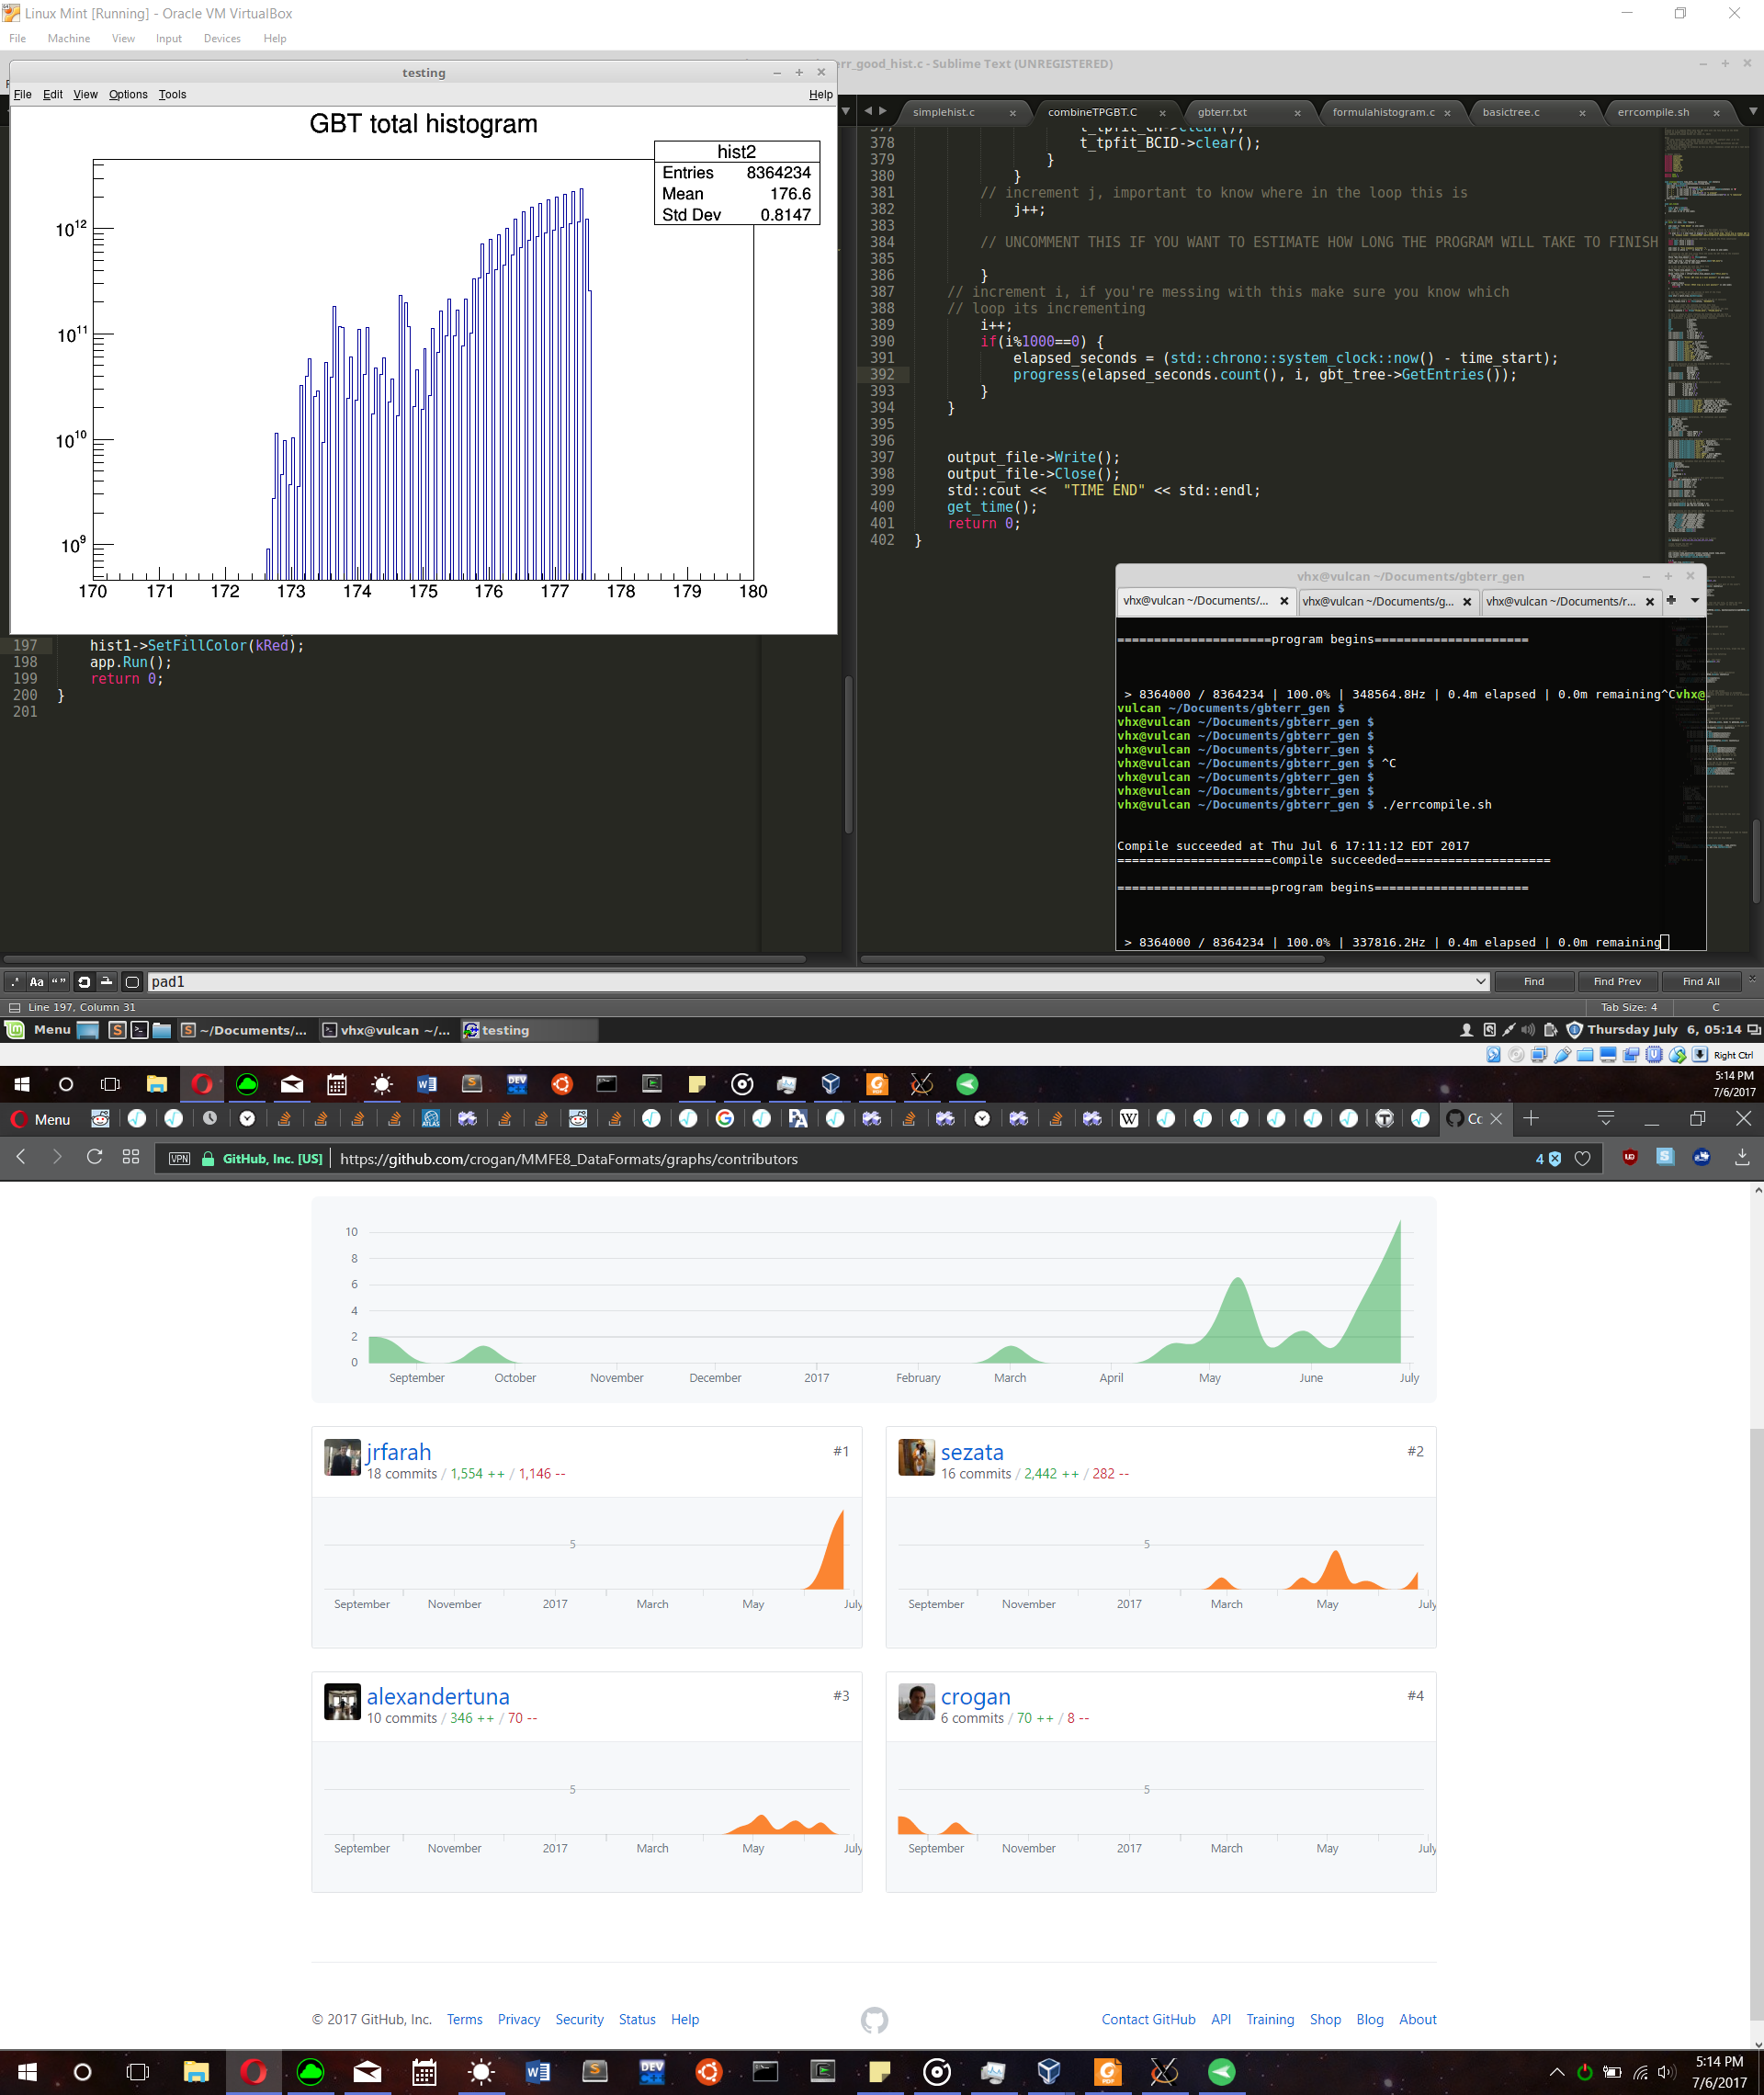 Linux Mint [Running] - Oracle VM VirtualBox
File Machine View Input Devices Help
err_good_hist.c - Sublime Text (UNREGISTERED)
testing
File Edit View Options Tools Help
GBT total histogram
hist2
Entries 8364234
Mean 176.6
Std Dev 0.8147
10^12
10^11
10^10
10^9
170 171 172 173 174 175 176 177 178 179 180
197 hist1->SetFillColor(kRed);
198 app.Run();
199 return 0;
200 }
201
simplehist.c combineTPGBT.C gbterr.txt formulahistogram.c basictree.c errcompile.sh
377 t_tpfit_CH->clear();
378 t_tpfit_BCID->clear();
379 }
380 }
381 // increment j, important to know where in the loop this is
382 j++;
383
384 // UNCOMMENT THIS IF YOU WANT TO ESTIMATE HOW LONG THE PROGRAM WILL TAKE TO FINISH
385
386 }
387 // increment i, if you're messing with this make sure you know which
388 // loop its incrementing
389 i++;
390 if(i%1000==0) {
391 elapsed_seconds = (std::chrono::system_clock::now() - time_start);
392 progress(elapsed_seconds.count(), i, gbt_tree->GetEntries());
393 }
394 }
395
396
397 output_file->Write();
398 output_file->Close();
399 std::cout << "TIME END" << std::endl;
400 get_time();
401 return 0;
402 }
vhx@vulcan ~/Documents/gbterr_gen
vhx@vulcan ~/Documents/... vhx@vulcan ~/Documents/g... vhx@vulcan ~/Documents/r...
=====================program begins=====================
> 8364000 / 8364234 | 100.0% | 348564.8Hz | 0.4m elapsed | 0.0m remaining^Cvhx@
vulcan ~/Documents/gbterr_gen $
vhx@vulcan ~/Documents/gbterr_gen $
vhx@vulcan ~/Documents/gbterr_gen $
vhx@vulcan ~/Documents/gbterr_gen $
vhx@vulcan ~/Documents/gbterr_gen $ ^C
vhx@vulcan ~/Documents/gbterr_gen $
vhx@vulcan ~/Documents/gbterr_gen $
vhx@vulcan ~/Documents/gbterr_gen $ ./errcompile.sh
Compile succeeded at Thu Jul 6 17:11:12 EDT 2017
=====================compile succeeded=====================
=====================program begins=====================
> 8364000 / 8364234 | 100.0% | 337816.2Hz | 0.4m elapsed | 0.0m remaining
.* Aa “” pad1 Find Find Prev Find All
Line 197, Column 31 Tab Size: 4 C
Menu ~/Documents/... vhx@vulcan ~/... testing Thursday July 6, 05:14
Right Ctrl
5:14 PM
7/6/2017
Menu Cc
VPN GitHub, Inc. [US] https://github.com/crogan/MMFE8_DataFormats/graphs/contributors 4
10
8
6
4
2
0
September October November December 2017 February March April May June July
jrfarah #1
18 commits / 1,554 ++ / 1,146 --
5
September November 2017 March May July
sezata #2
16 commits / 2,442 ++ / 282 --
5
September November 2017 March May July
alexandertuna #3
10 commits / 346 ++ / 70 --
5
September November 2017 March May July
crogan #4
6 commits / 70 ++ / 8 --
5
September November 2017 March May July
© 2017 GitHub, Inc. Terms Privacy Security Status Help Contact GitHub API Training Shop Blog About
5:14 PM
7/6/2017